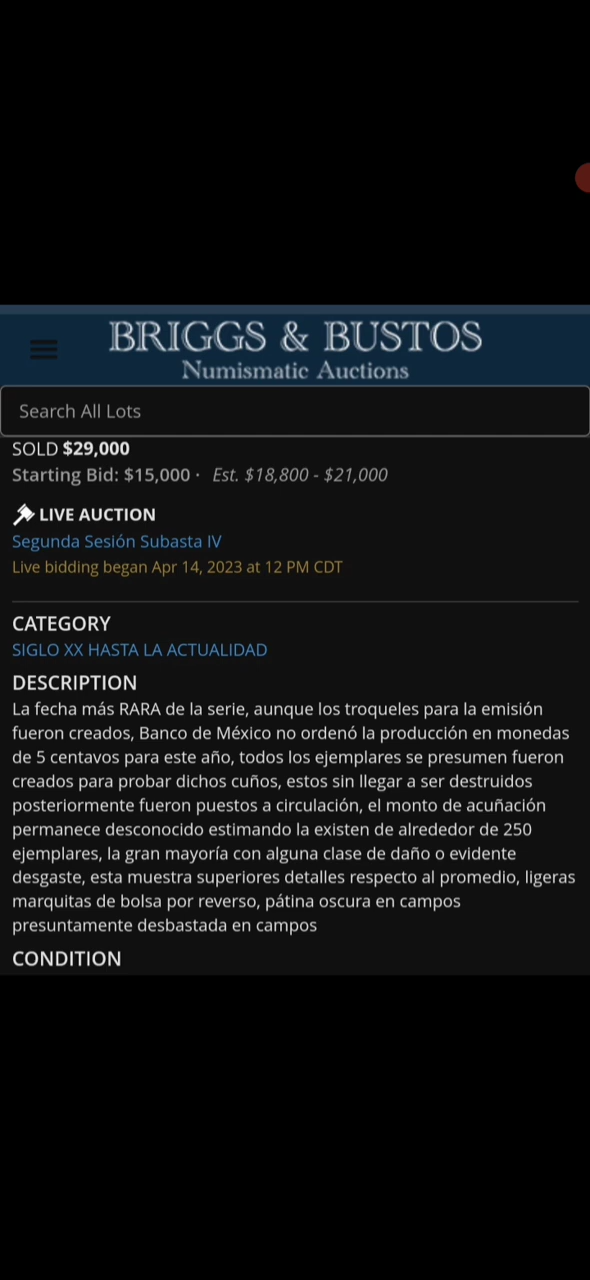 BRIGGS & BUSTOS
Numismatic Auctions
Search All Lots
SOLD $29,000
Starting Bid: $15,000 · Est. $18,800 - $21,000
LIVE AUCTION
Segunda Sesión Subasta IV
Live bidding began Apr 14, 2023 at 12 PM CDT
CATEGORY
SIGLO XX HASTA LA ACTUALIDAD
DESCRIPTION
La fecha más RARA de la serie, aunque los troqueles para la emisión
fueron creados, Banco de México no ordenó la producción en monedas
de 5 centavos para este año, todos los ejemplares se presumen fueron
creados para probar dichos cuños, estos sin llegar a ser destruidos
posteriormente fueron puestos a circulación, el monto de acuñación
permanece desconocido estimando la existen de alrededor de 250
ejemplares, la gran mayoría con alguna clase de daño o evidente
desgaste, esta muestra superiores detalles respecto al promedio, ligeras
marquitas de bolsa por reverso, pátina oscura en campos
presuntamente desbastada en campos
CONDITION